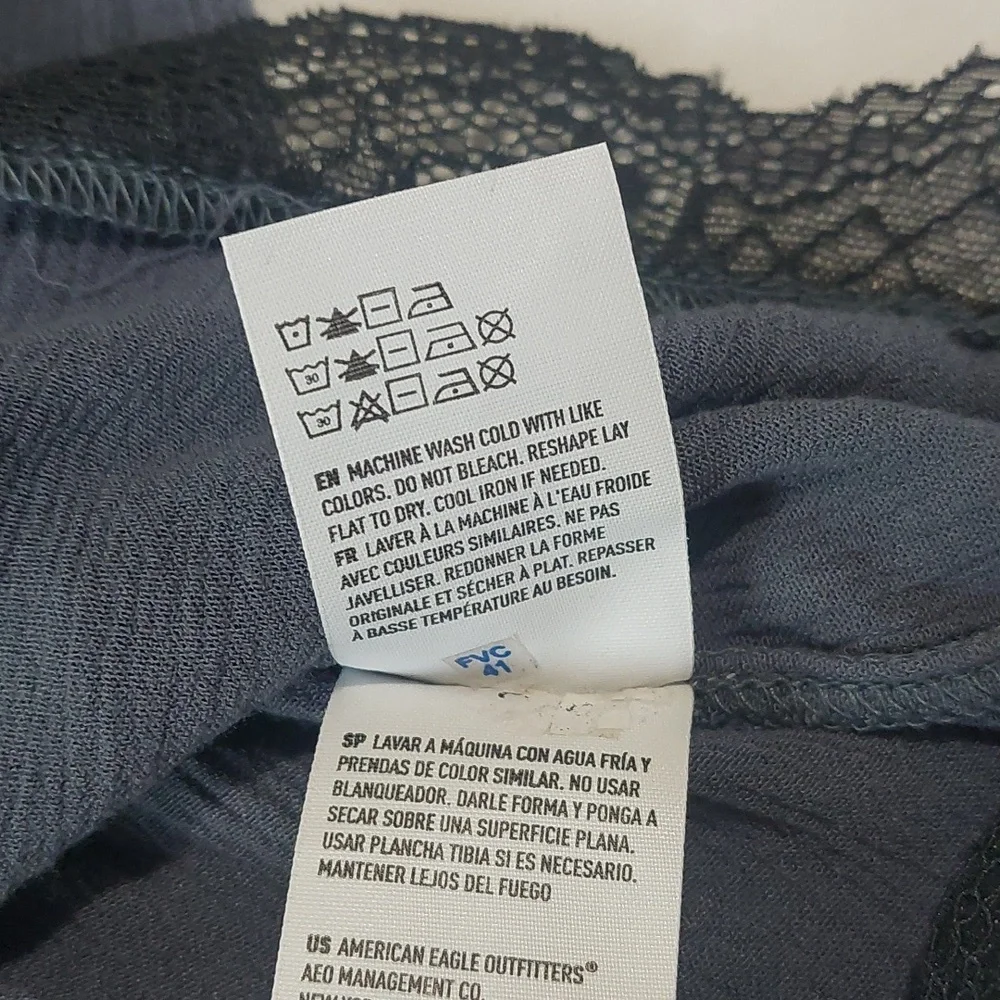 30
30
EN MACHINE WASH COLD WITH LIKE
COLORS. DO NOT BLEACH. RESHAPE LAY
FLAT TO DRY. COOL IRON IF NEEDED.
FR LAVER À LA MACHINE À L'EAU FROIDE
AVEC COULEURS SIMILAIRES. NE PAS
JAVELLISER. REDONNER LA FORME
ORIGINALE ET SÉCHER À PLAT. REPASSER
À BASSE TEMPÉRATURE AU BESOIN.
FVC
41
SP LAVAR A MÁQUINA CON AGUA FRÍA Y
PRENDAS DE COLOR SIMILAR. NO USAR
BLANQUEADOR. DARLE FORMA Y PONGA A
SECAR SOBRE UNA SUPERFICIE PLANA.
USAR PLANCHA TIBIA SI ES NECESARIO.
MANTENER LEJOS DEL FUEGO
US AMERICAN EAGLE OUTFITTERS®
AEO MANAGEMENT CO.